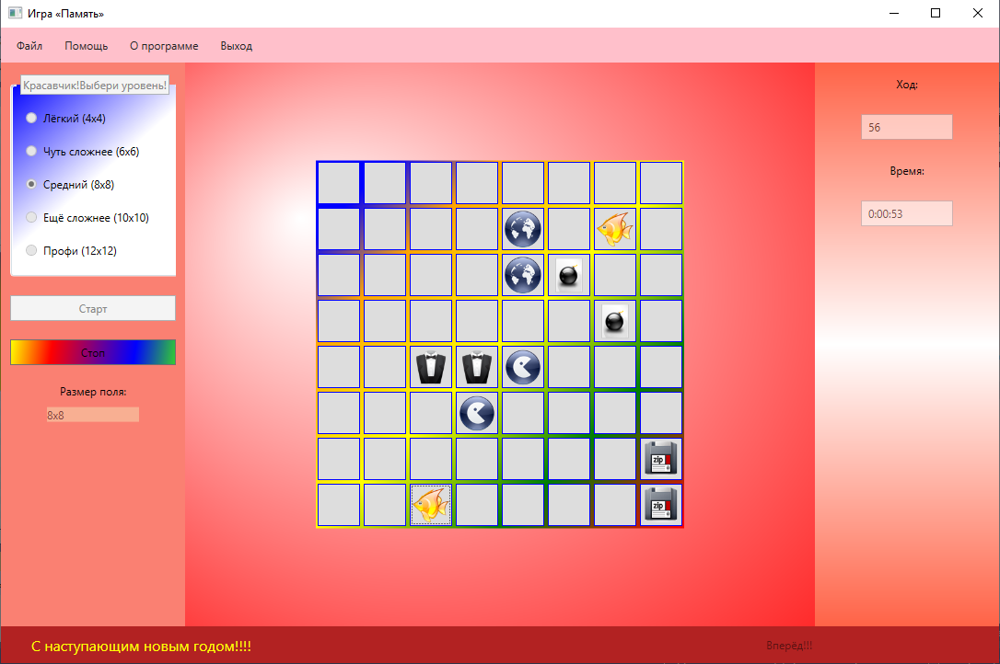 Игра «Память»
Файл Помощь О программе Выход
Красавчик!Выбери уровень!
Лёгкий (4x4)
Чуть сложнее (6x6)
Средний (8x8)
Ещё сложнее (10x10)
Профи (12x12)
Старт
Стоп
Размер поля:
8x8
zip
zip
Ход:
56
Время:
0:00:53
С наступающим новым годом!!!!
Вперёд!!!